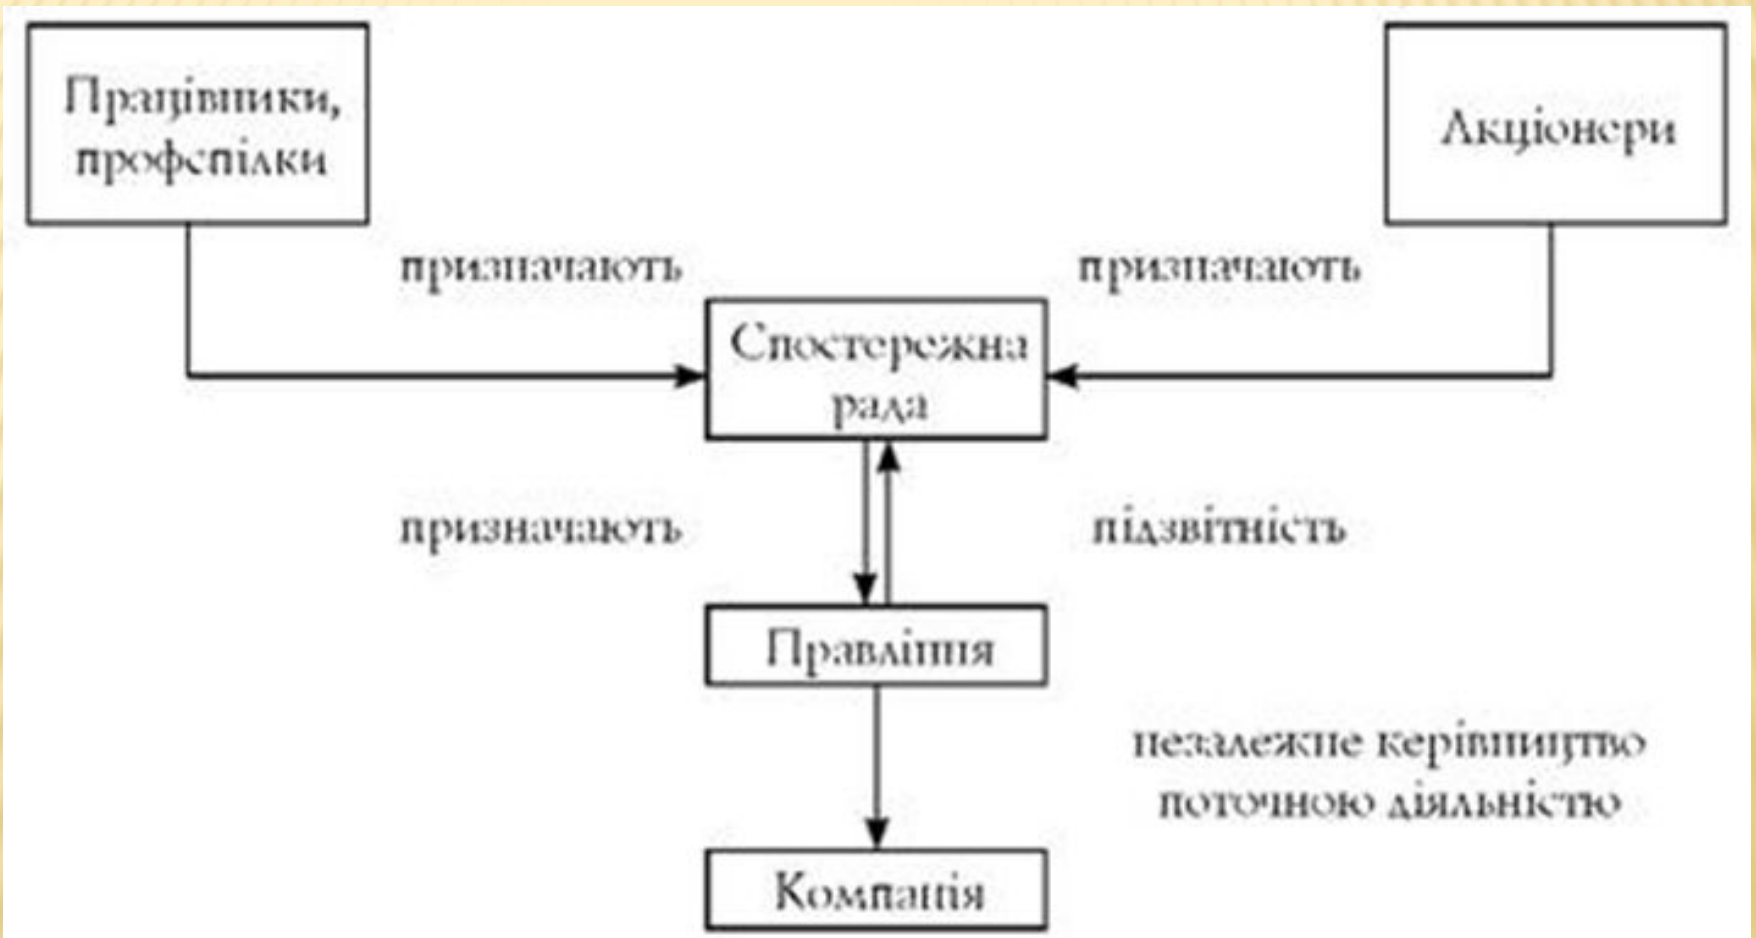 Працівники,
профспілки
Акціонери
призначають
призначають
Спостережна
рада
призначають
підзвітність
Правління
незалежне керівництво
поточною діяльністю
Компанія